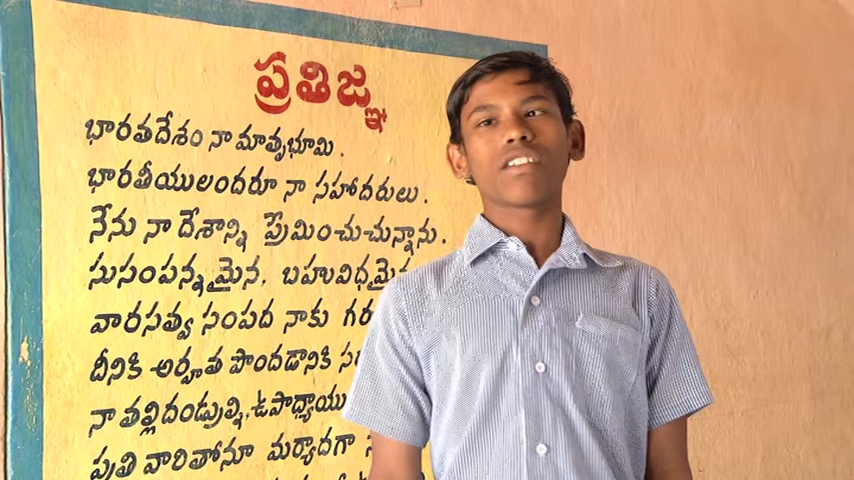 ప్రతిజ్ఞ
భారతదేశం నా మాతృభూమి.
భారతీయులందరూ నా సహోదరులు.
నేను నా దేశాన్ని ప్రేమించుచున్నాను.
సుసంపన్నమైన, బహువిధమైన
వారసత్వ సంపద నాకు
దీనికి అర్హత పొందడానికి
నా తల్లిదండ్రుల్ని, ఉపాధ్యాయు
ప్రతి వారితోనూ మర్యాదగా